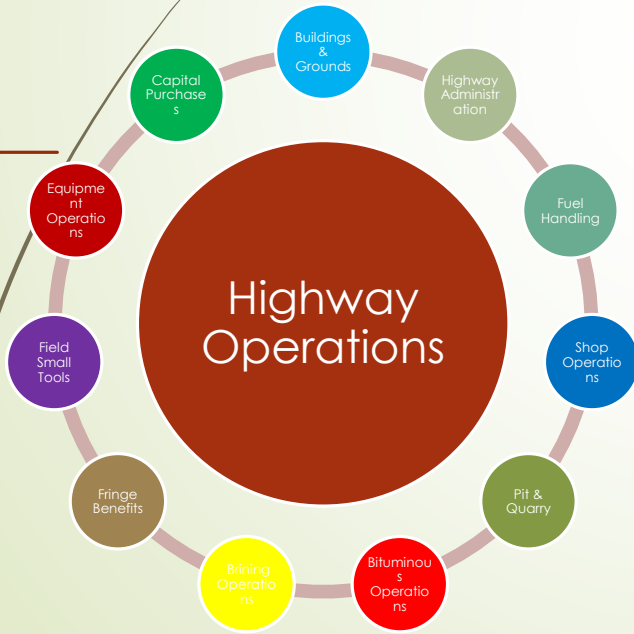 Buildings
&
Grounds
Highway
Administr
ation
Fuel
Handling
Shop
Operatio
ns
Pit &
Quarry
Bituminou
s
Operatio
ns
Brining
Operatio
ns
Fringe
Benefits
Field
Small
Tools
Equipme
nt
Operatio
ns
Capital
Purchase
s
Highway
Operations